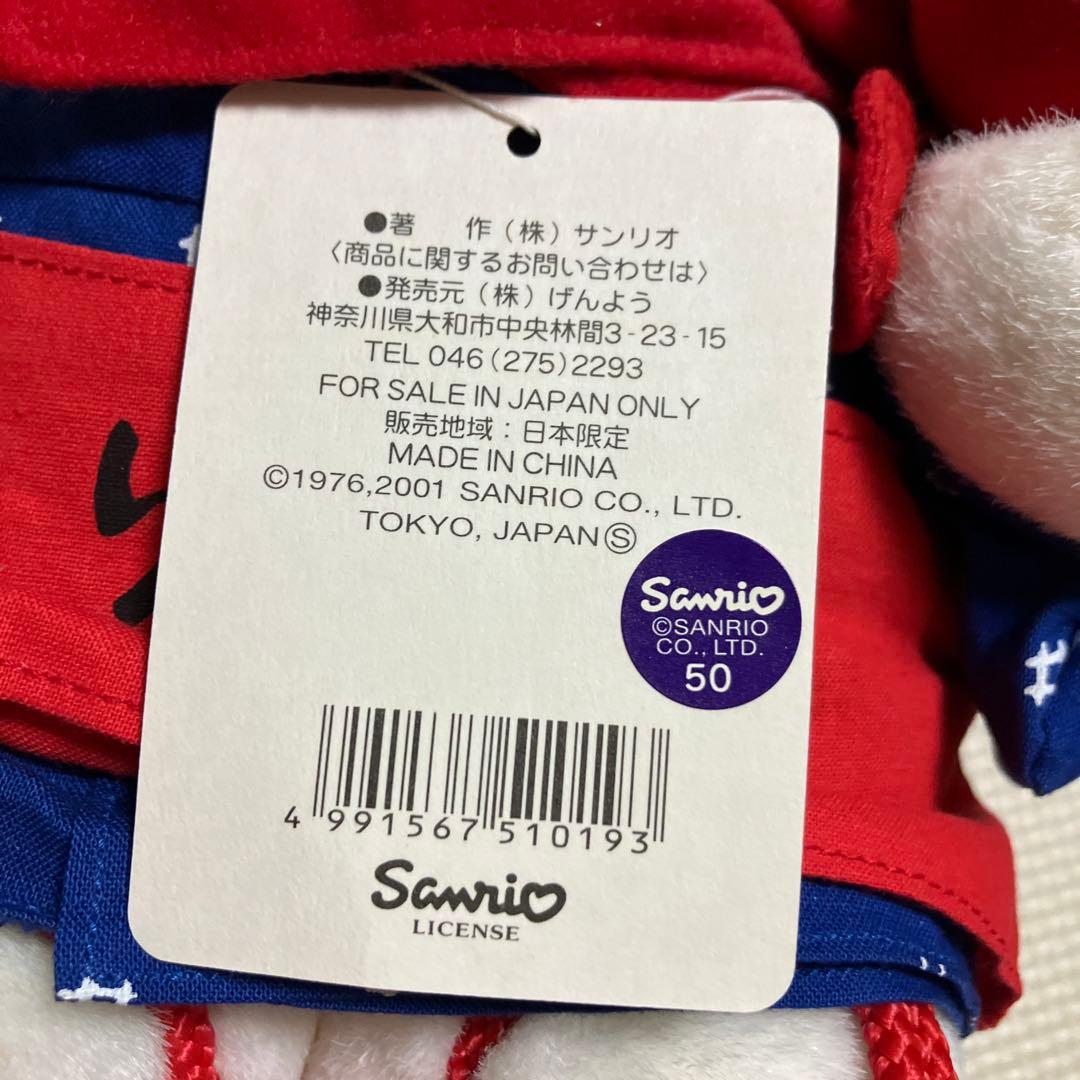 ●著　作(株)サンリオ
〈商品に関するお問い合わせは〉
●発売元(株)げんよう
神奈川県大和市中央林間3-23-15
TEL 046(275)2293
FOR SALE IN JAPAN ONLY
販売地域:日本限定
MADE IN CHINA
©1976,2001 SANRIO CO., LTD.
TOKYO, JAPAN Ⓢ
Sanrio
©SANRIO
CO., LTD.
50
4 991567 510193
Sanrio
LICENSE